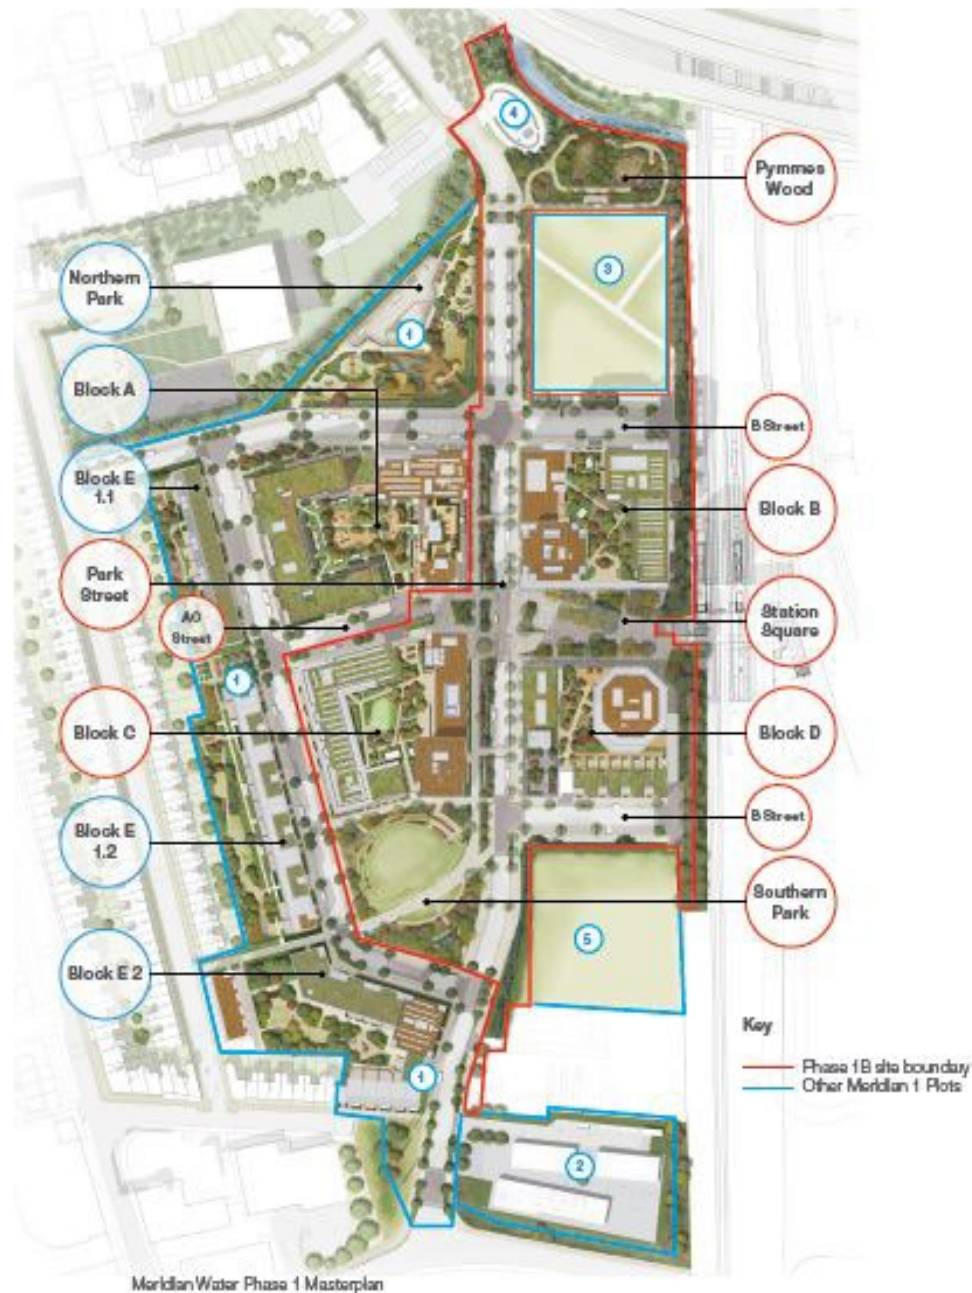 4
Pymmes
Wood
3
Northern
Park
1
Block A
B Street
Block E
1.1
Block B
Park
Street
AO
Street
Station
Square
1
Block C
Block D
Block E
1.2
B Street
Southern
Park
5
Block E 2
Key
Phase 1B site boundary
Other Meridian 1 Plots
1
2
Meridian Water Phase 1 Masterplan